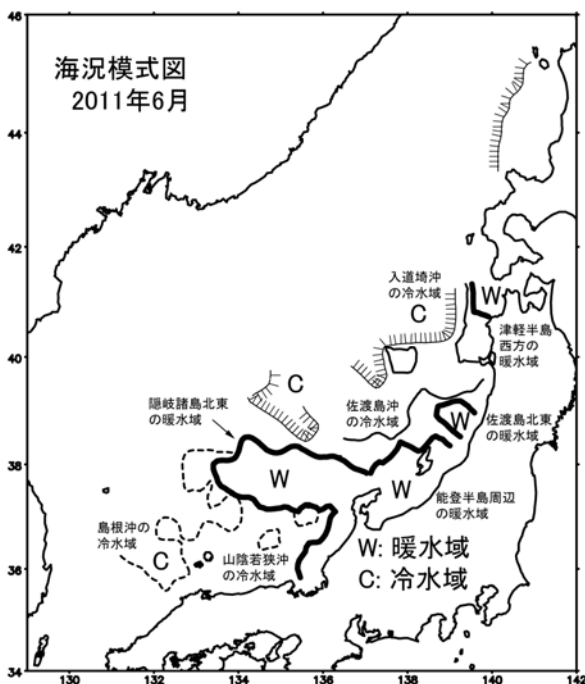 海況模式図
2011年6月
入道埼沖
の冷水域
C
W
津軽半島
西方の
暖水域
C
隠岐諸島北東
の暖水域
佐渡島沖
の冷水域
W
佐渡島北東
の暖水域
W
W
能登半島周辺
の暖水域
島根沖の
冷水域
C
山陰若狭沖
の冷水域
W: 暖水域
C: 冷水域
46
44
42
40
38
36
34
130
132
134
136
138
140
142